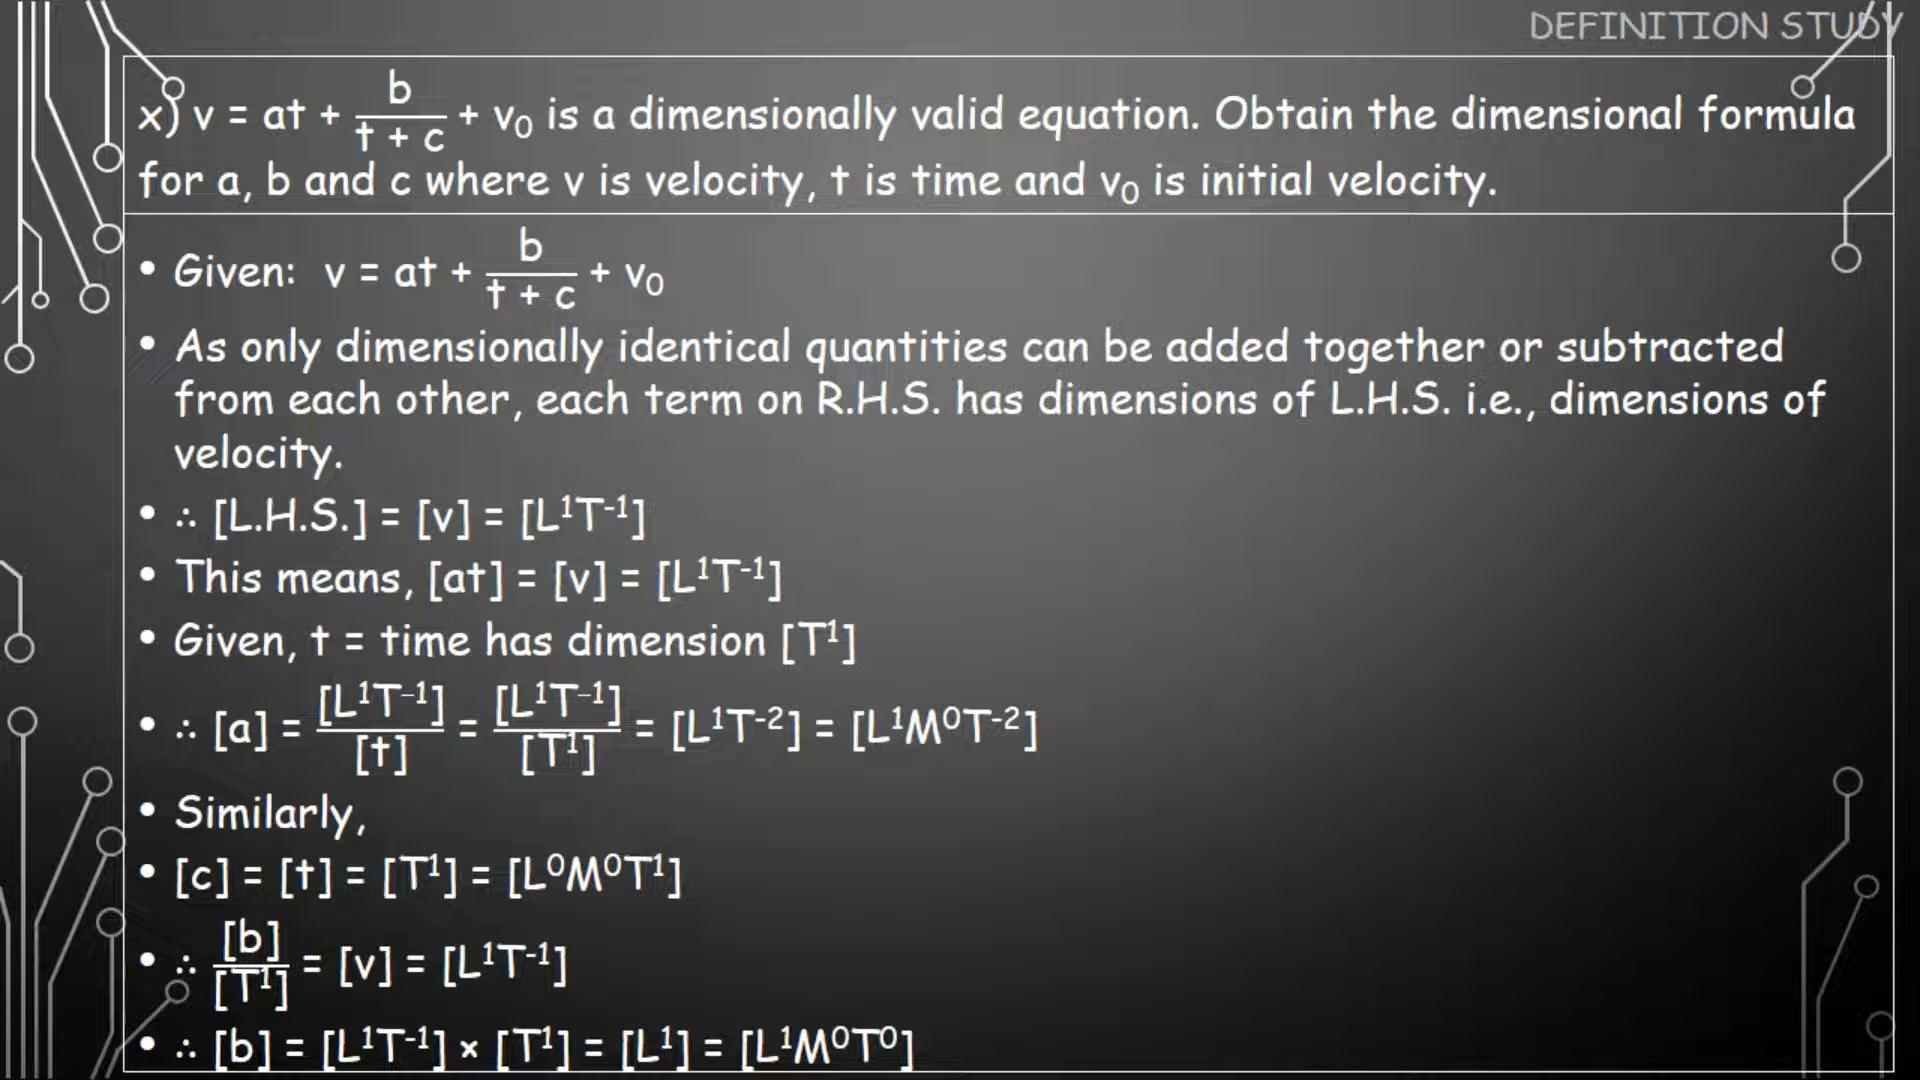 DEFINITION STUDY
x) v = at + b/(t + c) + v₀ is a dimensionally valid equation. Obtain the dimensional formula
for a, b and c where v is velocity, t is time and v₀ is initial velocity.
• Given: v = at + b/(t + c) + v₀
• As only dimensionally identical quantities can be added together or subtracted
from each other, each term on R.H.S. has dimensions of L.H.S. i.e., dimensions of
velocity.
• ∴ [L.H.S.] = [v] = [L¹T⁻¹]
• This means, [at] = [v] = [L¹T⁻¹]
• Given, t = time has dimension [T¹]
• ∴ [a] = [L¹T⁻¹]/[t] = [L¹T⁻¹]/[T¹] = [L¹T⁻²] = [L¹M⁰T⁻²]
• Similarly,
• [c] = [t] = [T¹] = [L⁰M⁰T¹]
• ∴ [b]/[T¹] = [v] = [L¹T⁻¹]
• ∴ [b] = [L¹T⁻¹] × [T¹] = [L¹] = [L¹M⁰T⁰]